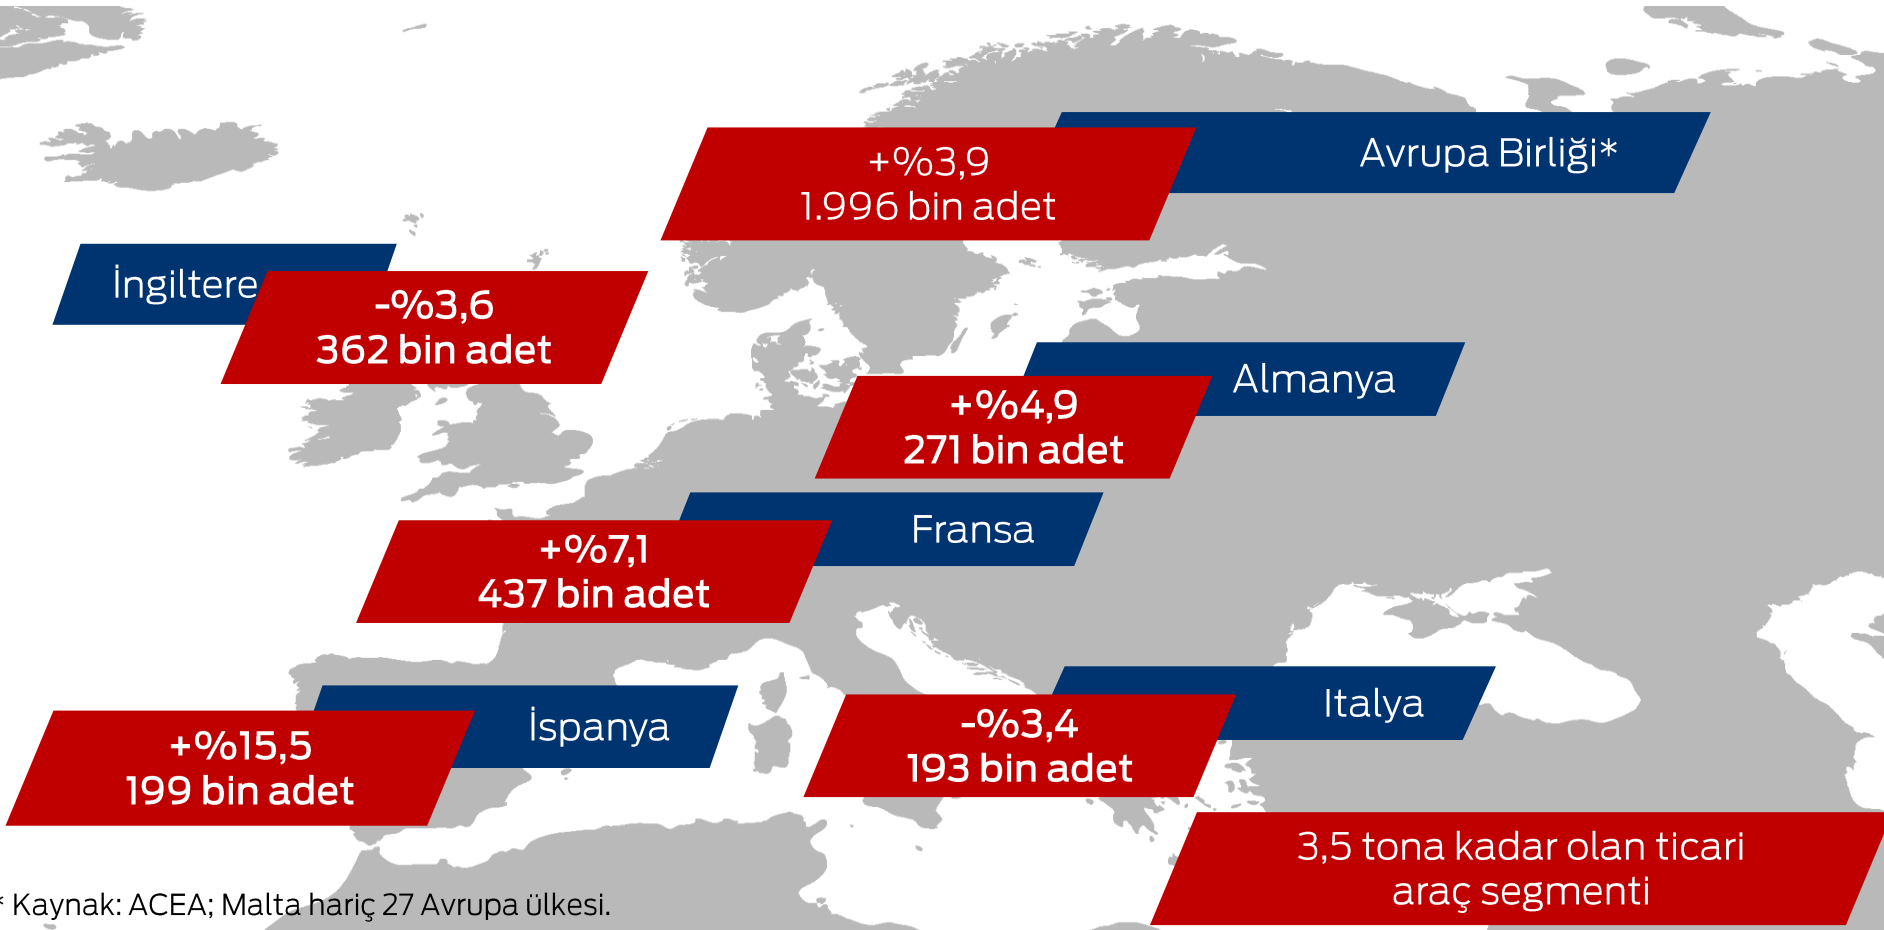 Avrupa Birliği*
+%3,9
1.996 bin adet
İngiltere
-%3,6
362 bin adet
Almanya
+%4,9
271 bin adet
Fransa
+%7,1
437 bin adet
İspanya
+%15,5
199 bin adet
Italya
-%3,4
193 bin adet
3,5 tona kadar olan ticari
araç segmenti
* Kaynak: ACEA; Malta hariç 27 Avrupa ülkesi.